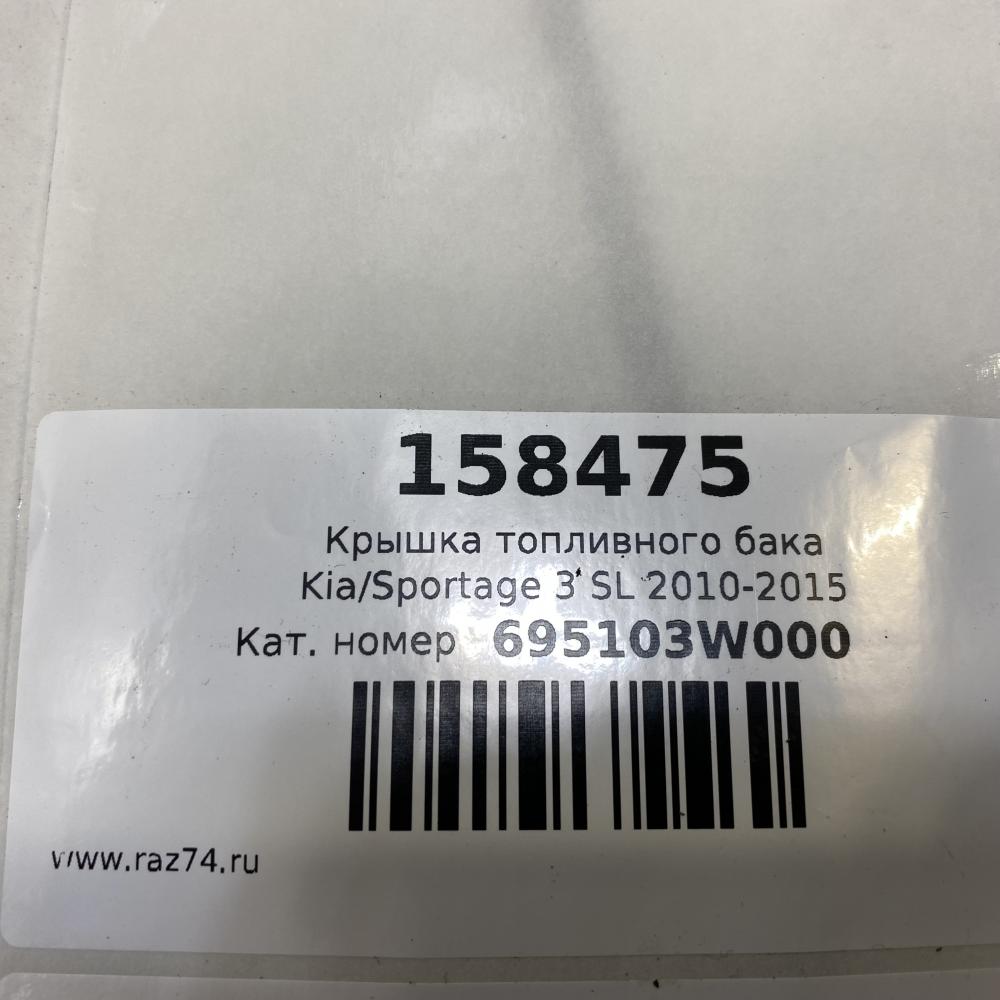 158475
Крышка топливного бака
Kia/Sportage 3 SL 2010-2015
Кат. номер 695103W000
www.raz74.ru